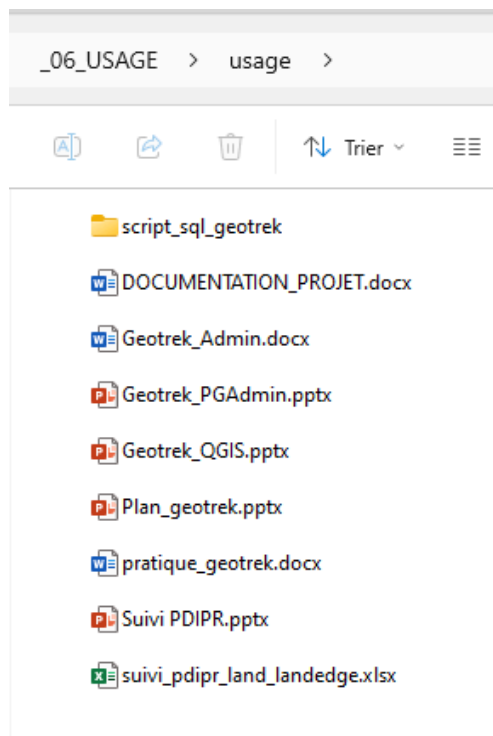 _06_USAGE > usage >
Trier
script_sql_geotrek
DOCUMENTATION_PROJET.docx
Geotrek_Admin.docx
Geotrek_PGAdmin.pptx
Geotrek_QGIS.pptx
Plan_geotrek.pptx
pratique_geotrek.docx
Suivi PDIPR.pptx
suivi_pdipr_land_landedge.xlsx